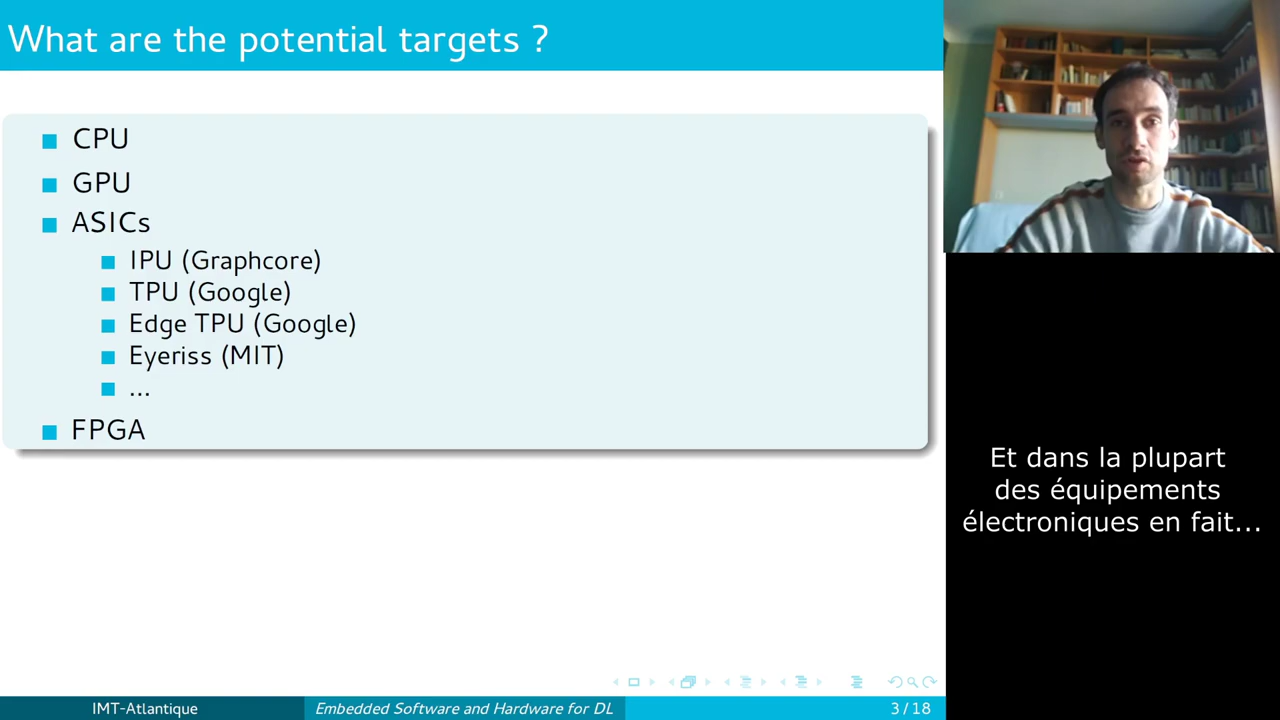 What are the potential targets ?
CPU
GPU
ASICs
IPU (Graphcore)
TPU (Google)
Edge TPU (Google)
Eyeriss (MIT)
...
FPGA
Et dans la plupart
des équipements
électroniques en fait...
IMT-Atlantique
Embedded Software and Hardware for DL
3 / 18